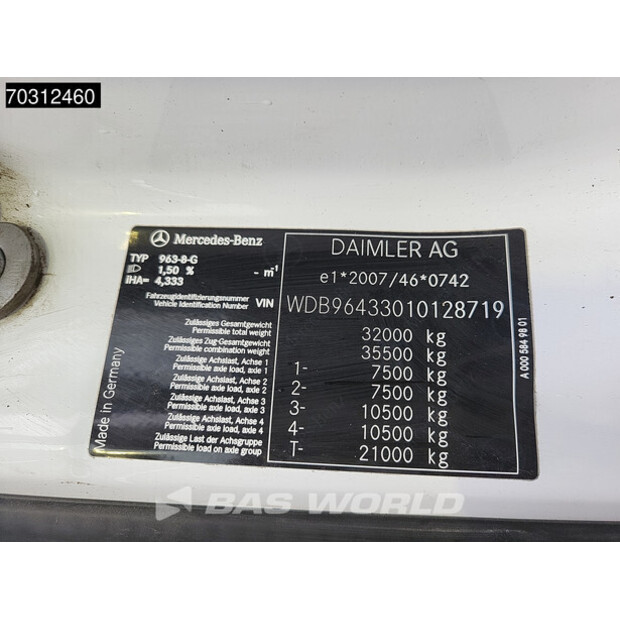 70312460
Mercedes-Benz
TYP 963-8-G
1,50 % - m⁻¹
IHA= 4,333
Fahrzeugidentifizierungsnummer
Vehicle Identification Number VIN
Zulässiges Gesamtgewicht
Permissible total weight
Zulässiges Zug-Gesamtgewicht
Permissible combination weight
Zulässige Achslast, Achse 1
Permissible axle load, axle 1
Zulässige Achslast, Achse 2
Permissible axle load, axle 2
Zulässige Achslast, Achse 3
Permissible axle load, axle 3
Zulässige Achslast, Achse 4
Permissible axle load, axle 4
Zulässige Last der Achsgruppe
Permissible load on axle group
Made in Germany
DAIMLER AG
e1*2007/46*0742
WDB96433010128719
32000 kg
35500 kg
1- 7500 kg
2- 7500 kg
3- 10500 kg
4- 10500 kg
T- 21000 kg
A 000 584 98 01
BAS WORLD